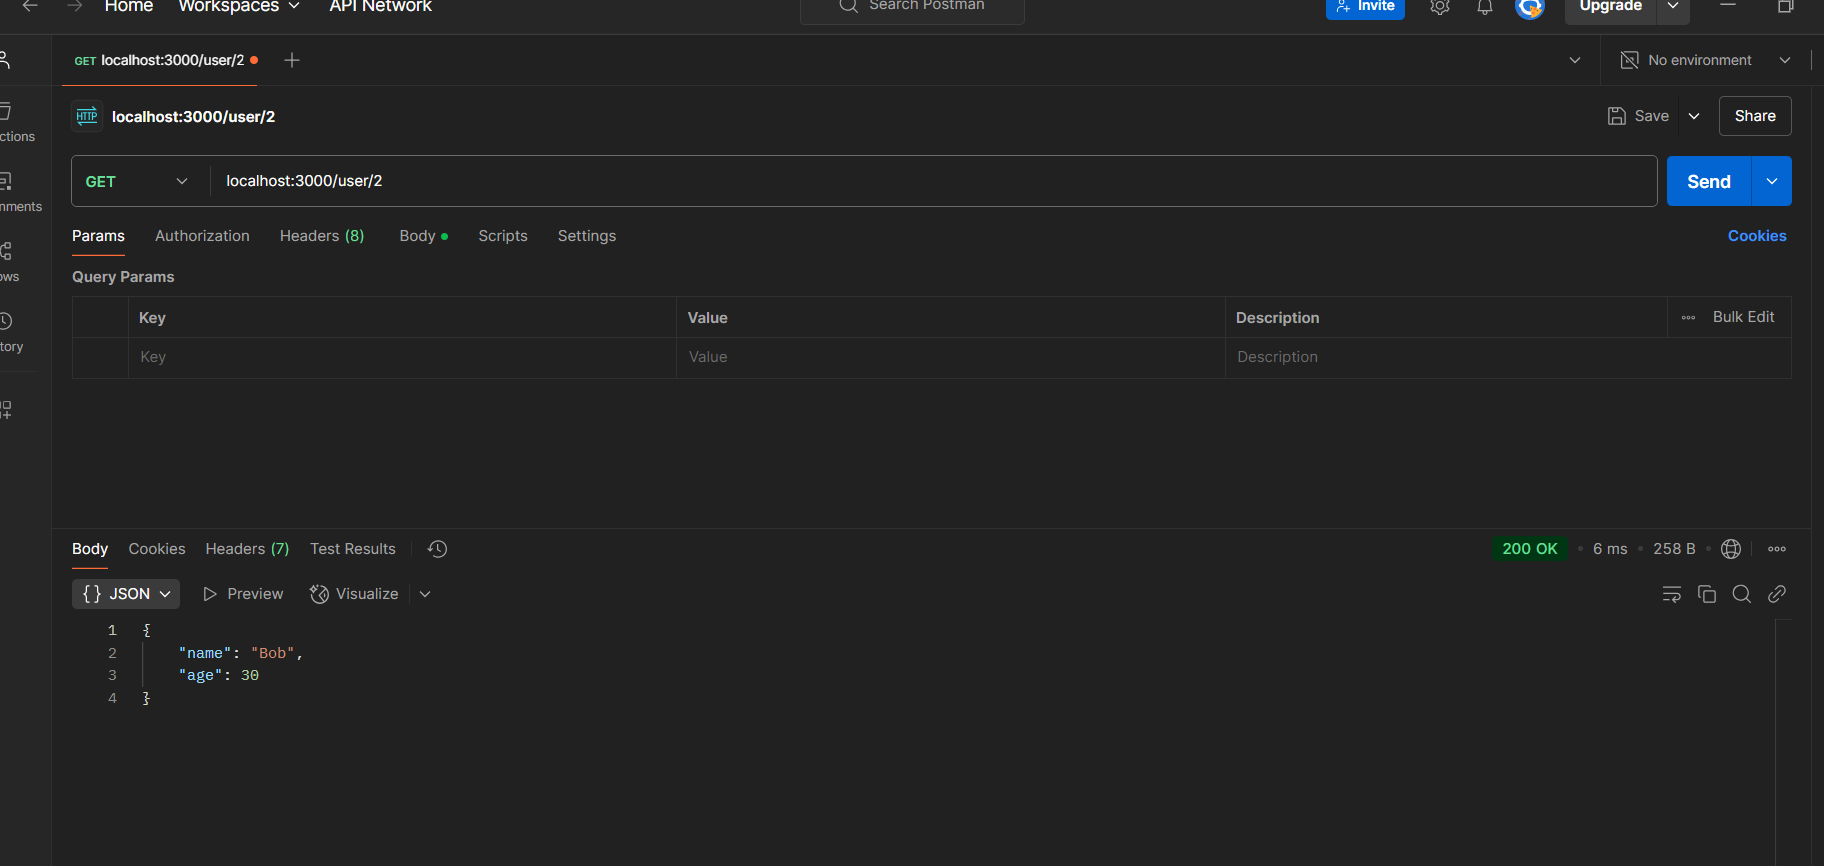 Home Workspaces API Network Search Postman Invite Upgrade
GET localhost:3000/user/2 No environment
HTTP localhost:3000/user/2 Save Share
GET localhost:3000/user/2 Send
Params Authorization Headers (8) Body Scripts Settings Cookies
Query Params
Key Value Description Bulk Edit
Key Value Description
Body Cookies Headers (7) Test Results 200 OK • 6 ms • 258 B •
{} JSON Preview Visualize
1 {
2 "name": "Bob",
3 "age": 30
4 }
ctions
nments
ows
tory